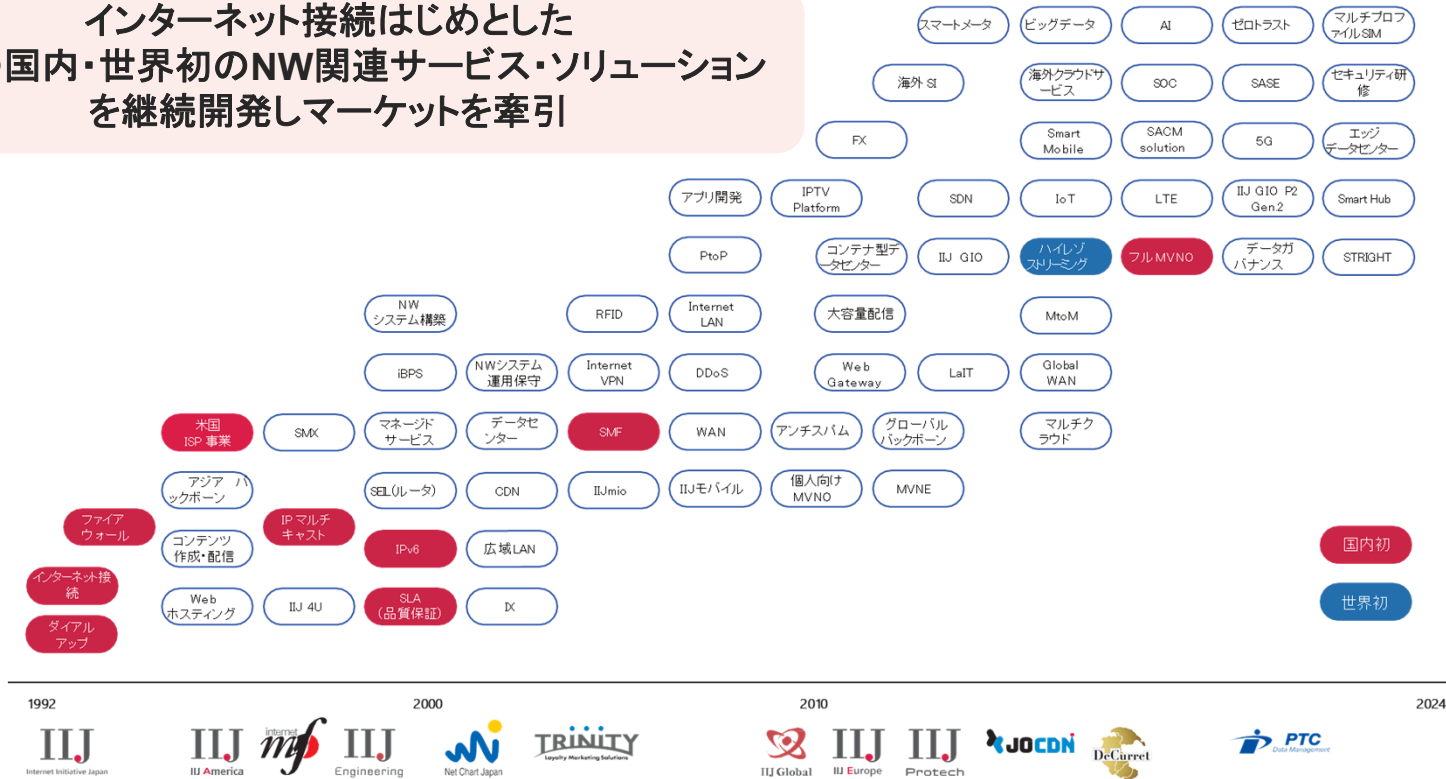 インターネット接続はじめとした
国内・世界初のNW関連サービス・ソリューション
を継続開発しマーケットを牽引
スマートメータ
ビッグデータ
AI
ゼロトラスト
マルチプロフ
ァイルSIM
海外 SI
海外クラウドサ
ービス
SOC
SASE
セキュリティ研
修
FX
Smart
Mobile
SACM
solution
5G
エッジ
データセンター
アプリ開発
IPTV
Platform
SDN
IoT
LTE
IIJ GIO P2
Gen.2
Smart Hub
PtoP
コンテナ型デ
ータセンター
IIJ GIO
ハイレゾ
ストリーミング
フルMVNO
データガ
バナンス
STRIGHT
NW
システム構築
RFID
Internet
LAN
大容量配信
MtoM
iBPS
NWシステム
運用保守
Internet
VPN
DDoS
Web
Gateway
LaIT
Global
WAN
米国
ISP 事業
SMX
マネージド
サービス
データセ
ンター
SMF
WAN
アンチスパム
グローバル
バックボーン
マルチク
ラウド
アジア バ
ックボーン
SEIL(ルータ)
CDN
IIJmio
IIJモバイル
個人向け
MVNO
MVNE
ファイア
ウォール
コンテンツ
作成・配信
IPマルチ
キャスト
IPv6
広域LAN
国内初
インターネット接
続
Web
ホスティング
IIJ 4U
SLA
(品質保証)
IX
世界初
ダイアル
アップ
1992
2000
2010
2024
IIJ
Internet Initiative Japan
IIJ
IIJ America
internet
mf
IIJ
Engineering
Net Chart Japan
TRINITY
Loyalty Marketing Solutions
IIJ Global
IIJ
IIJ Europe
IIJ
Protech
JOCDN
DeCurret
PTC
Data Management